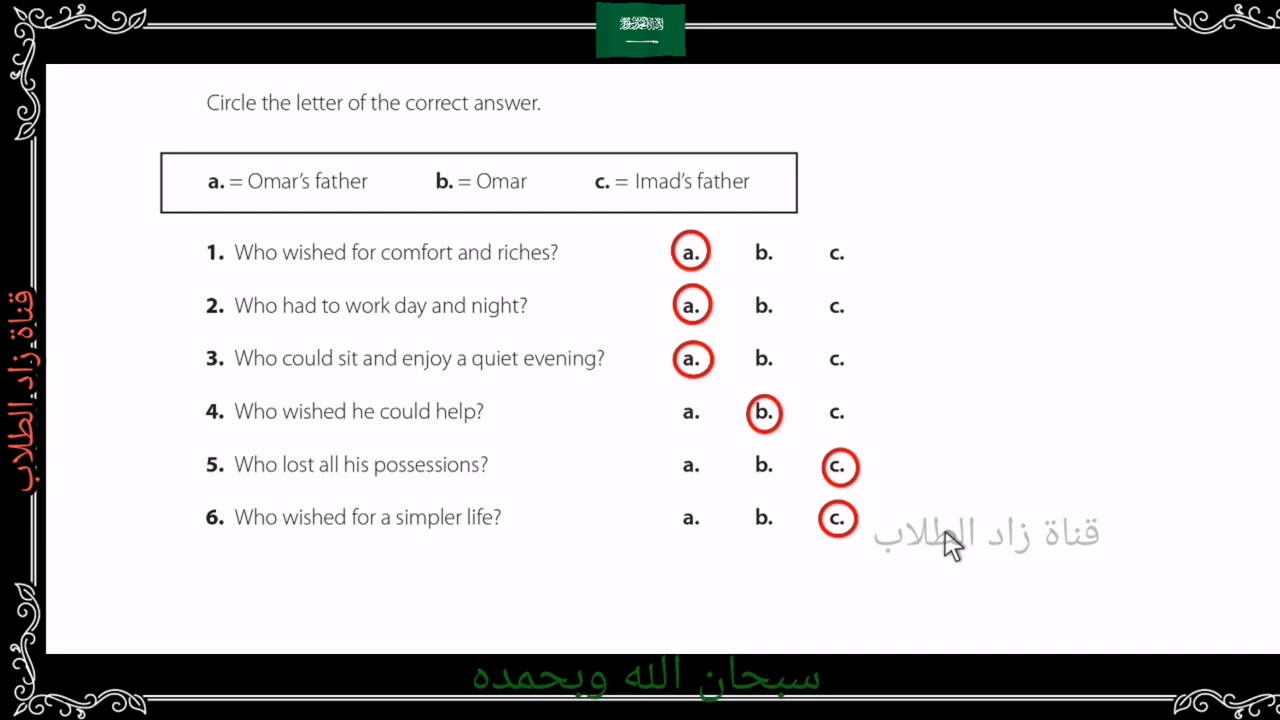 Circle the letter of the correct answer.
a. = Omar's father b. = Omar c. = Imad's father
1. Who wished for comfort and riches? a. b. c.
2. Who had to work day and night? a. b. c.
3. Who could sit and enjoy a quiet evening? a. b. c.
4. Who wished he could help? a. b. c.
5. Who lost all his possessions? a. b. c.
6. Who wished for a simpler life? a. b. c.
قناة زاد الطلاب
قناة زاد الطلاب
سبحان الله وبحمده